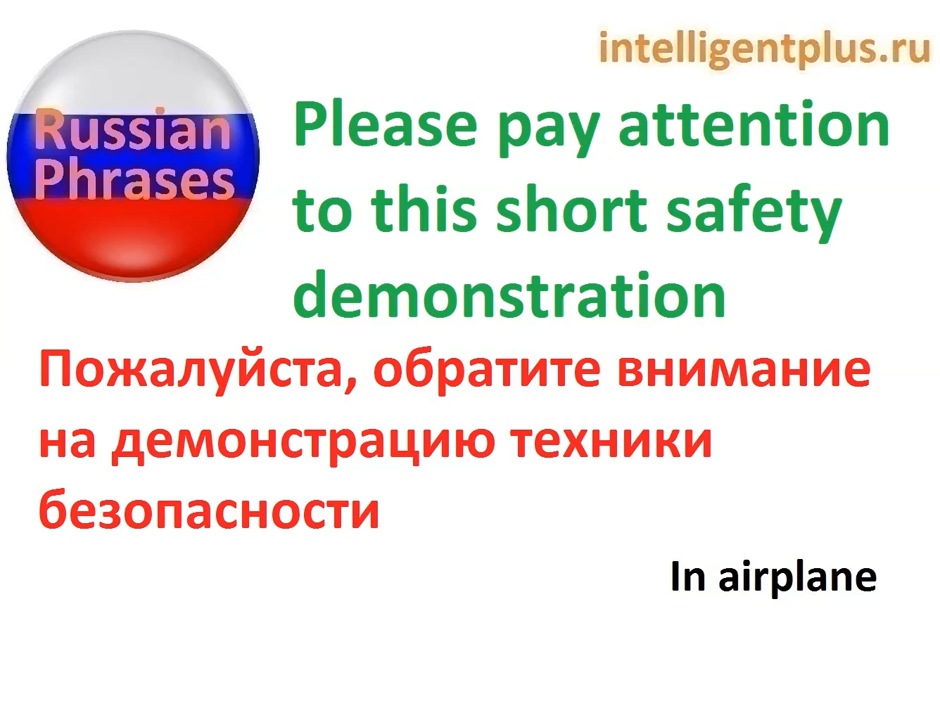 intelligentplus.ru
Russian
Phrases
Please pay attention
to this short safety
demonstration
Пожалуйста, обратите внимание
на демонстрацию техники
безопасности
In airplane